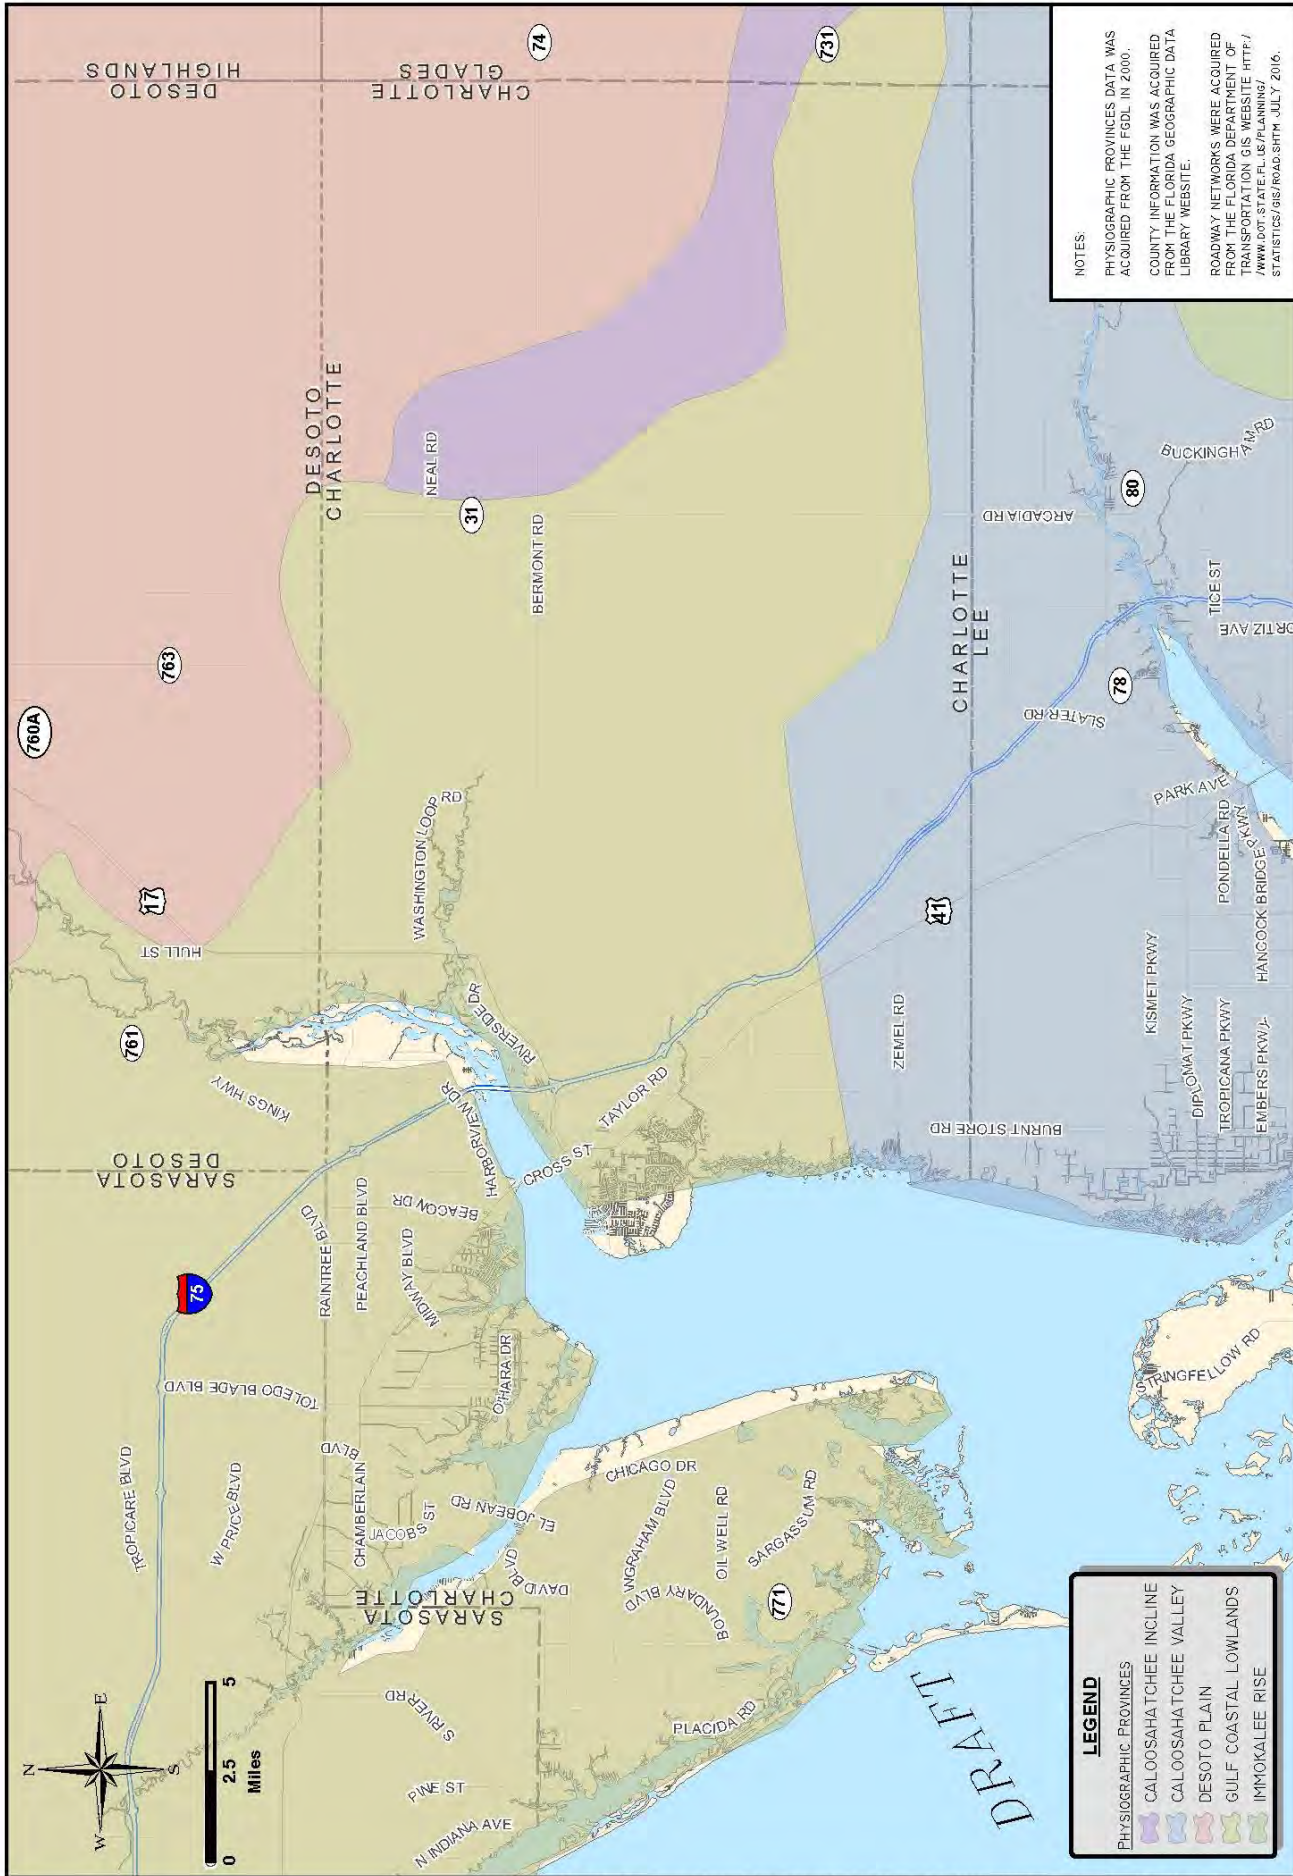 N
W
E
S
0
2.5
5
Miles
N INDIANA AVE
PINE ST
S RIVER RD
PLACIDA RD
TROPICARE BLVD
W PRICE BLVD
TOLEDO BLADE BLVD
75
SARASOTA
DESOTO
KINGS HWY
761
HULL ST
17
760A
763
DESOTO
HIGHLANDS
CHARLOTTE
GLADES
74
731
DESOTO
CHARLOTTE
NEAL RD
31
BERMONT RD
WASHINGTON LOOP
RD
RIVERSIDE DR
HARBORVIEW DR
RAINTREE BLVD
PEACHLAND BLVD
MIDWAY BLVD
BEACON DR
CROSS ST
TAYLOR RD
BLVD
CHAMBERLAIN
JACOBS
ST
O'HARA DR
EL JOBEAN RD
SARASOTA
CHARLOTTE
DAVID BLVD
CHICAGO DR
INGRAHAM BLVD
BOUNDARY BLVD
OIL WELL RD
SARGASSUM RD
771
ZEMEL RD
BURNT STORE RD
41
CHARLOTTE
LEE
ARCADIA RD
SLATER RD
78
80
BUCKINGHAM RD
TICE ST
ORTIZ AVE
PARK AVE
PONDELLA RD
HANCOCK BRIDGE PKWY
KISMET PKWY
DIPLOMAT PKWY
TROPICANA PKWY
EMBERS PKWY
STRINGFELLOW RD
DRAFT
LEGEND
PHYSIOGRAPHIC PROVINCES
CALOOSAHATCHEE INCLINE
CALOOSAHATCHEE VALLEY
DESOTO PLAIN
GULF COASTAL LOWLANDS
IMMOKALEE RISE
NOTES:
PHYSIOGRAPHIC PROVINCES DATA WAS
ACQUIRED FROM THE FGDL IN 2000.
COUNTY INFORMATION WAS ACQUIRED
FROM THE FLORIDA GEOGRAPHIC DATA
LIBRARY WEBSITE.
ROADWAY NETWORKS WERE ACQUIRED
FROM THE FLORIDA DEPARTMENT OF
TRANSPORTATION GIS WEBSITE HTTP:/
/WWW.DOT.STATE.FL.US/PLANNING/
STATISTICS/GIS/ROAD.SHTM JULY 2016.